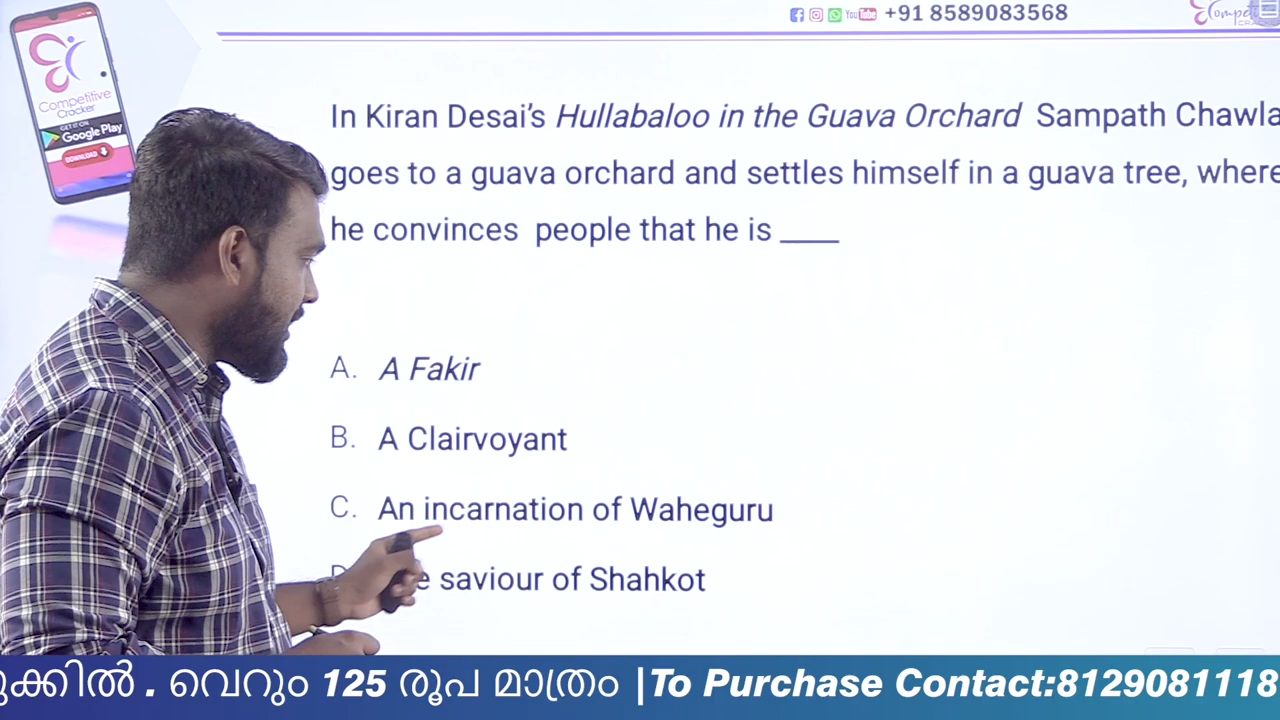 +91 8589083568
Competitive
Cracker
GET IT ON
Google Play
DOWNLOAD
In Kiran Desai's Hullabaloo in the Guava Orchard Sampath Chawla
goes to a guava orchard and settles himself in a guava tree, where
he convinces people that he is ____
A. A Fakir
B. A Clairvoyant
C. An incarnation of Waheguru
saviour of Shahkot
വെറും 125 രൂപ മാത്രം |To Purchase Contact:8129081118